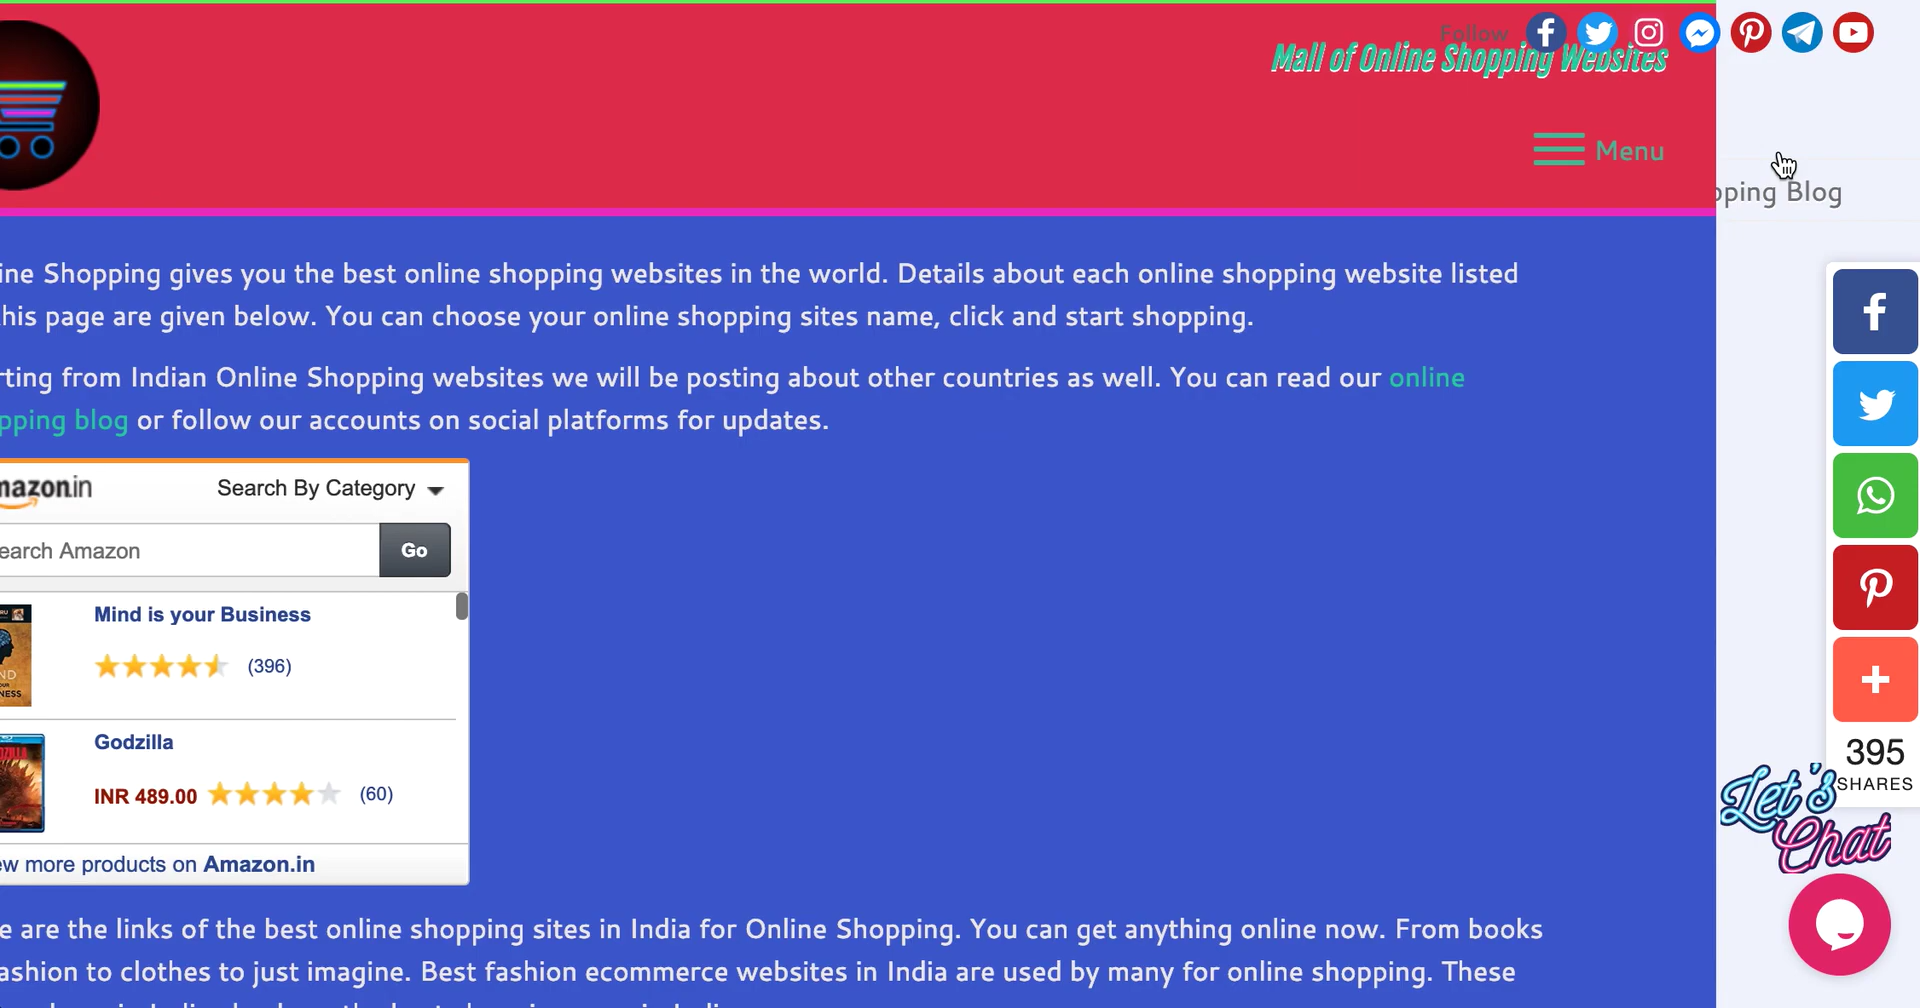 Follow
Mall of Online Shopping Websites
Menu
pping Blog
ine Shopping gives you the best online shopping websites in the world. Details about each online shopping website listed
his page are given below. You can choose your online shopping sites name, click and start shopping.
rting from Indian Online Shopping websites we will be posting about other countries as well. You can read our online
pping blog or follow our accounts on social platforms for updates.
mazon.in
Search By Category
earch Amazon
Go
Mind is your Business
(396)
Godzilla
INR 489.00
(60)
ew more products on Amazon.in
395
SHARES
Let's
Chat
e are the links of the best online shopping sites in India for Online Shopping. You can get anything online now. From books
ashion to clothes to just imagine. Best fashion ecommerce websites in India are used by many for online shopping. These